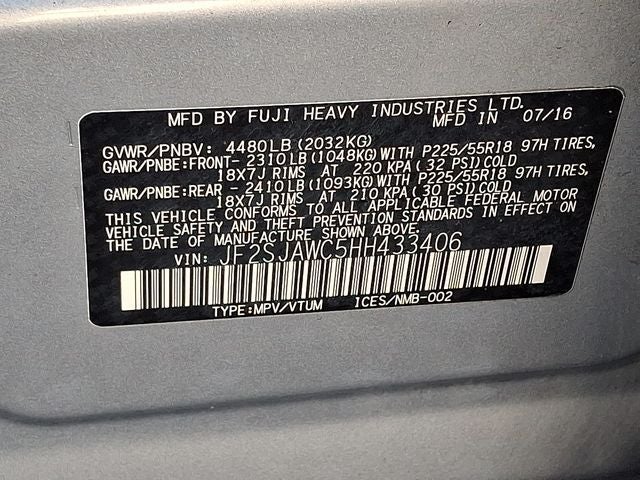 MFD BY FUJI HEAVY INDUSTRIES LTD.
MFD IN 07/16
GVWR/PNBV: 4480LB (2032KG)
GAWR/PNBE:FRONT- 2310LB (1048KG) WITH P225/55R18 97H TIRES,
18X7J RIMS AT 220 KPA (32 PSI) COLD
GAWR/PNBE:REAR - 2410LB (1093KG) WITH P225/55R18 97H TIRES,
18X7J RIMS AT 210 KPA (30 PSI) COLD
THIS VEHICLE CONFORMS TO ALL APPLICABLE FEDERAL MOTOR
VEHICLE SAFETY AND THEFT PREVENTION STANDARDS IN EFFECT
ON THE DATE OF MANUFACTURE SHOWN ABOVE.
VIN: JF2SJAWC5HH433406
TYPE:MPV/VTUM ICES/NMB-002